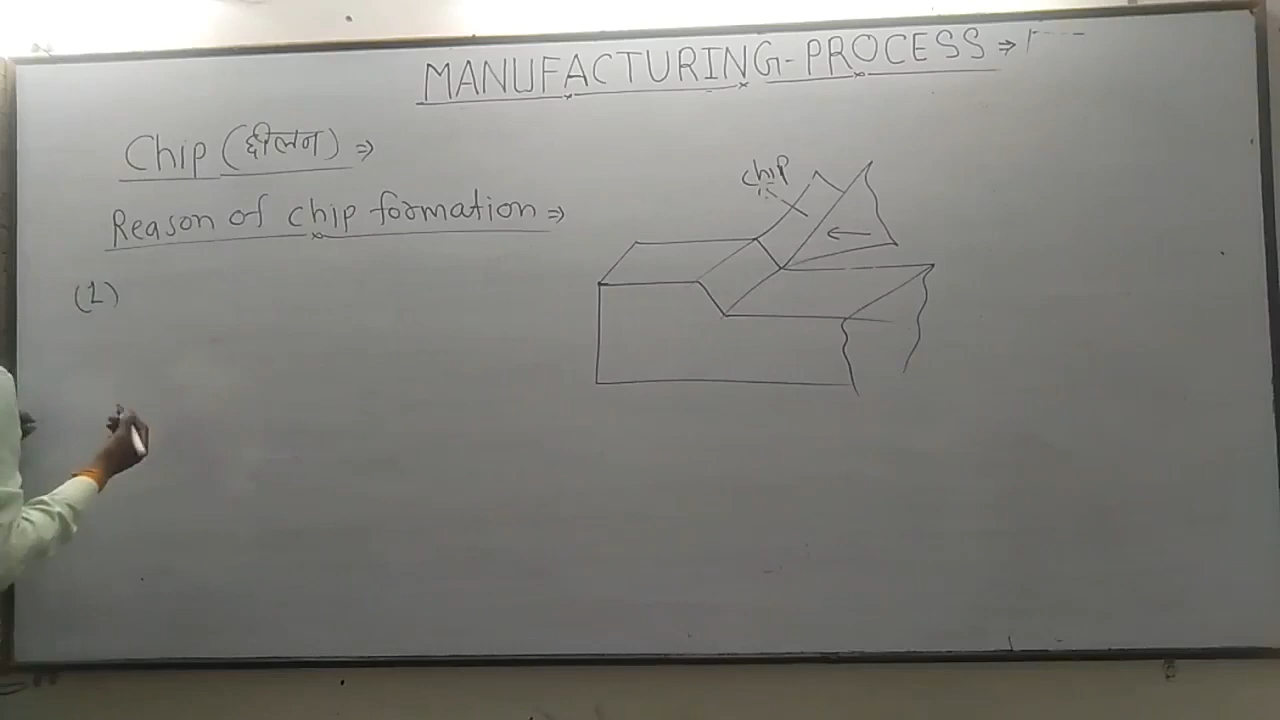 MANUFACTURING-PROCESS ⇒
Chip (छीलन) ⇒
Reason of chip formation ⇒
(1)
chip